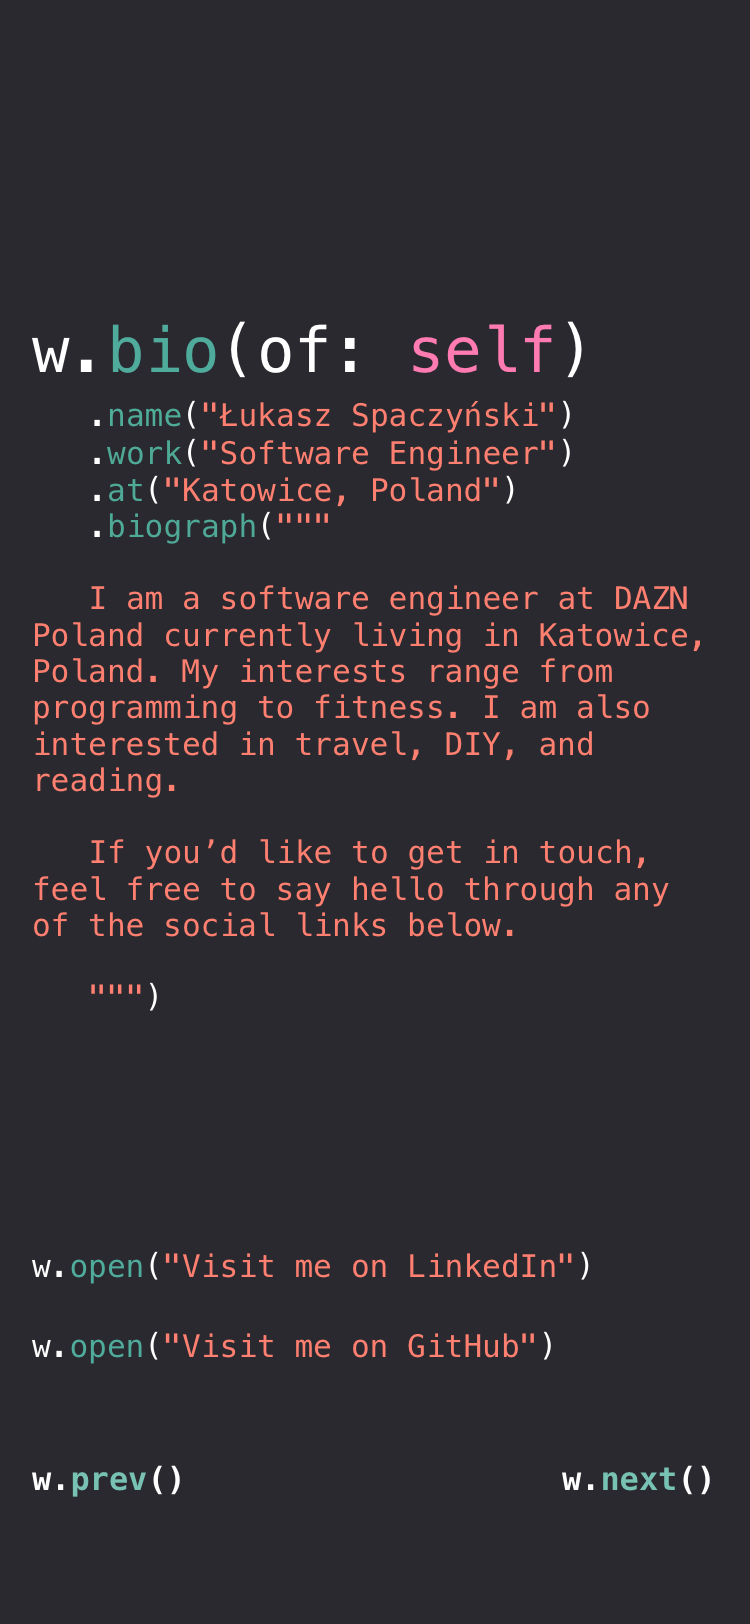 w.bio(of: self)
.name("Łukasz Spaczyński")
.work("Software Engineer")
.at("Katowice, Poland")
.biograph("""
I am a software engineer at DAZN
Poland currently living in Katowice,
Poland. My interests range from
programming to fitness. I am also
interested in travel, DIY, and
reading.
If you’d like to get in touch,
feel free to say hello through any
of the social links below.
""")
w.open("Visit me on LinkedIn")
w.open("Visit me on GitHub")
w.prev() w.next()